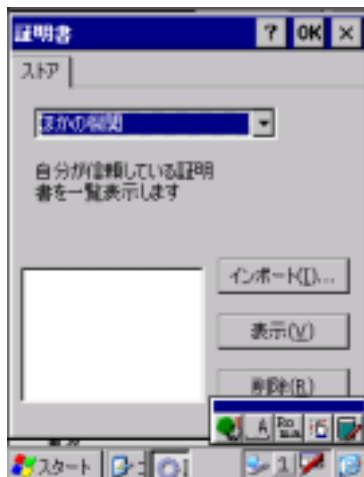 証明書 ? OK ×
ストア
ほかの機関
自分が信頼している証明
書を一覧表示します
インポート(I)...
表示(V)
削除(R)
スタート